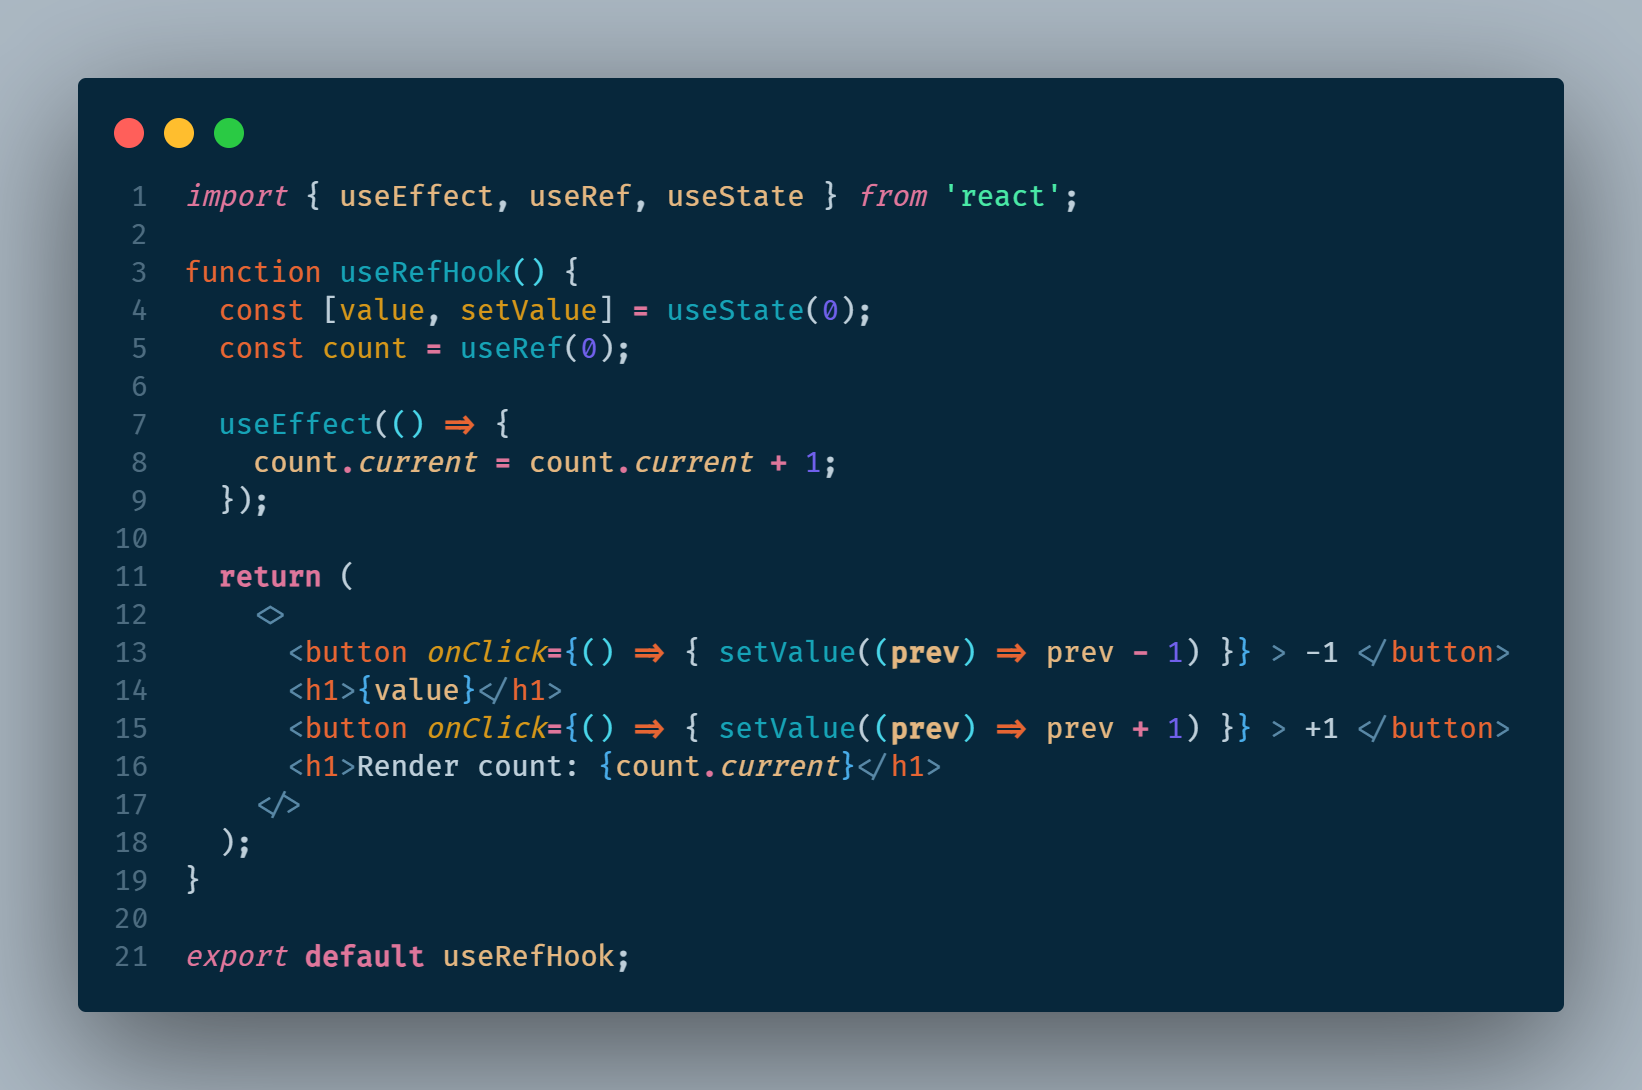 1 import { useEffect, useRef, useState } from 'react';
2
3 function useRefHook() {
4   const [value, setValue] = useState(0);
5   const count = useRef(0);
6
7   useEffect(() => {
8     count.current = count.current + 1;
9   });
10
11   return (
12     <>
13       <button onClick={() => { setValue((prev) => prev - 1) }} > -1 </button>
14       <h1>{value}</h1>
15       <button onClick={() => { setValue((prev) => prev + 1) }} > +1 </button>
16       <h1>Render count: {count.current}</h1>
17     </>
18   );
19 }
20
21 export default useRefHook;